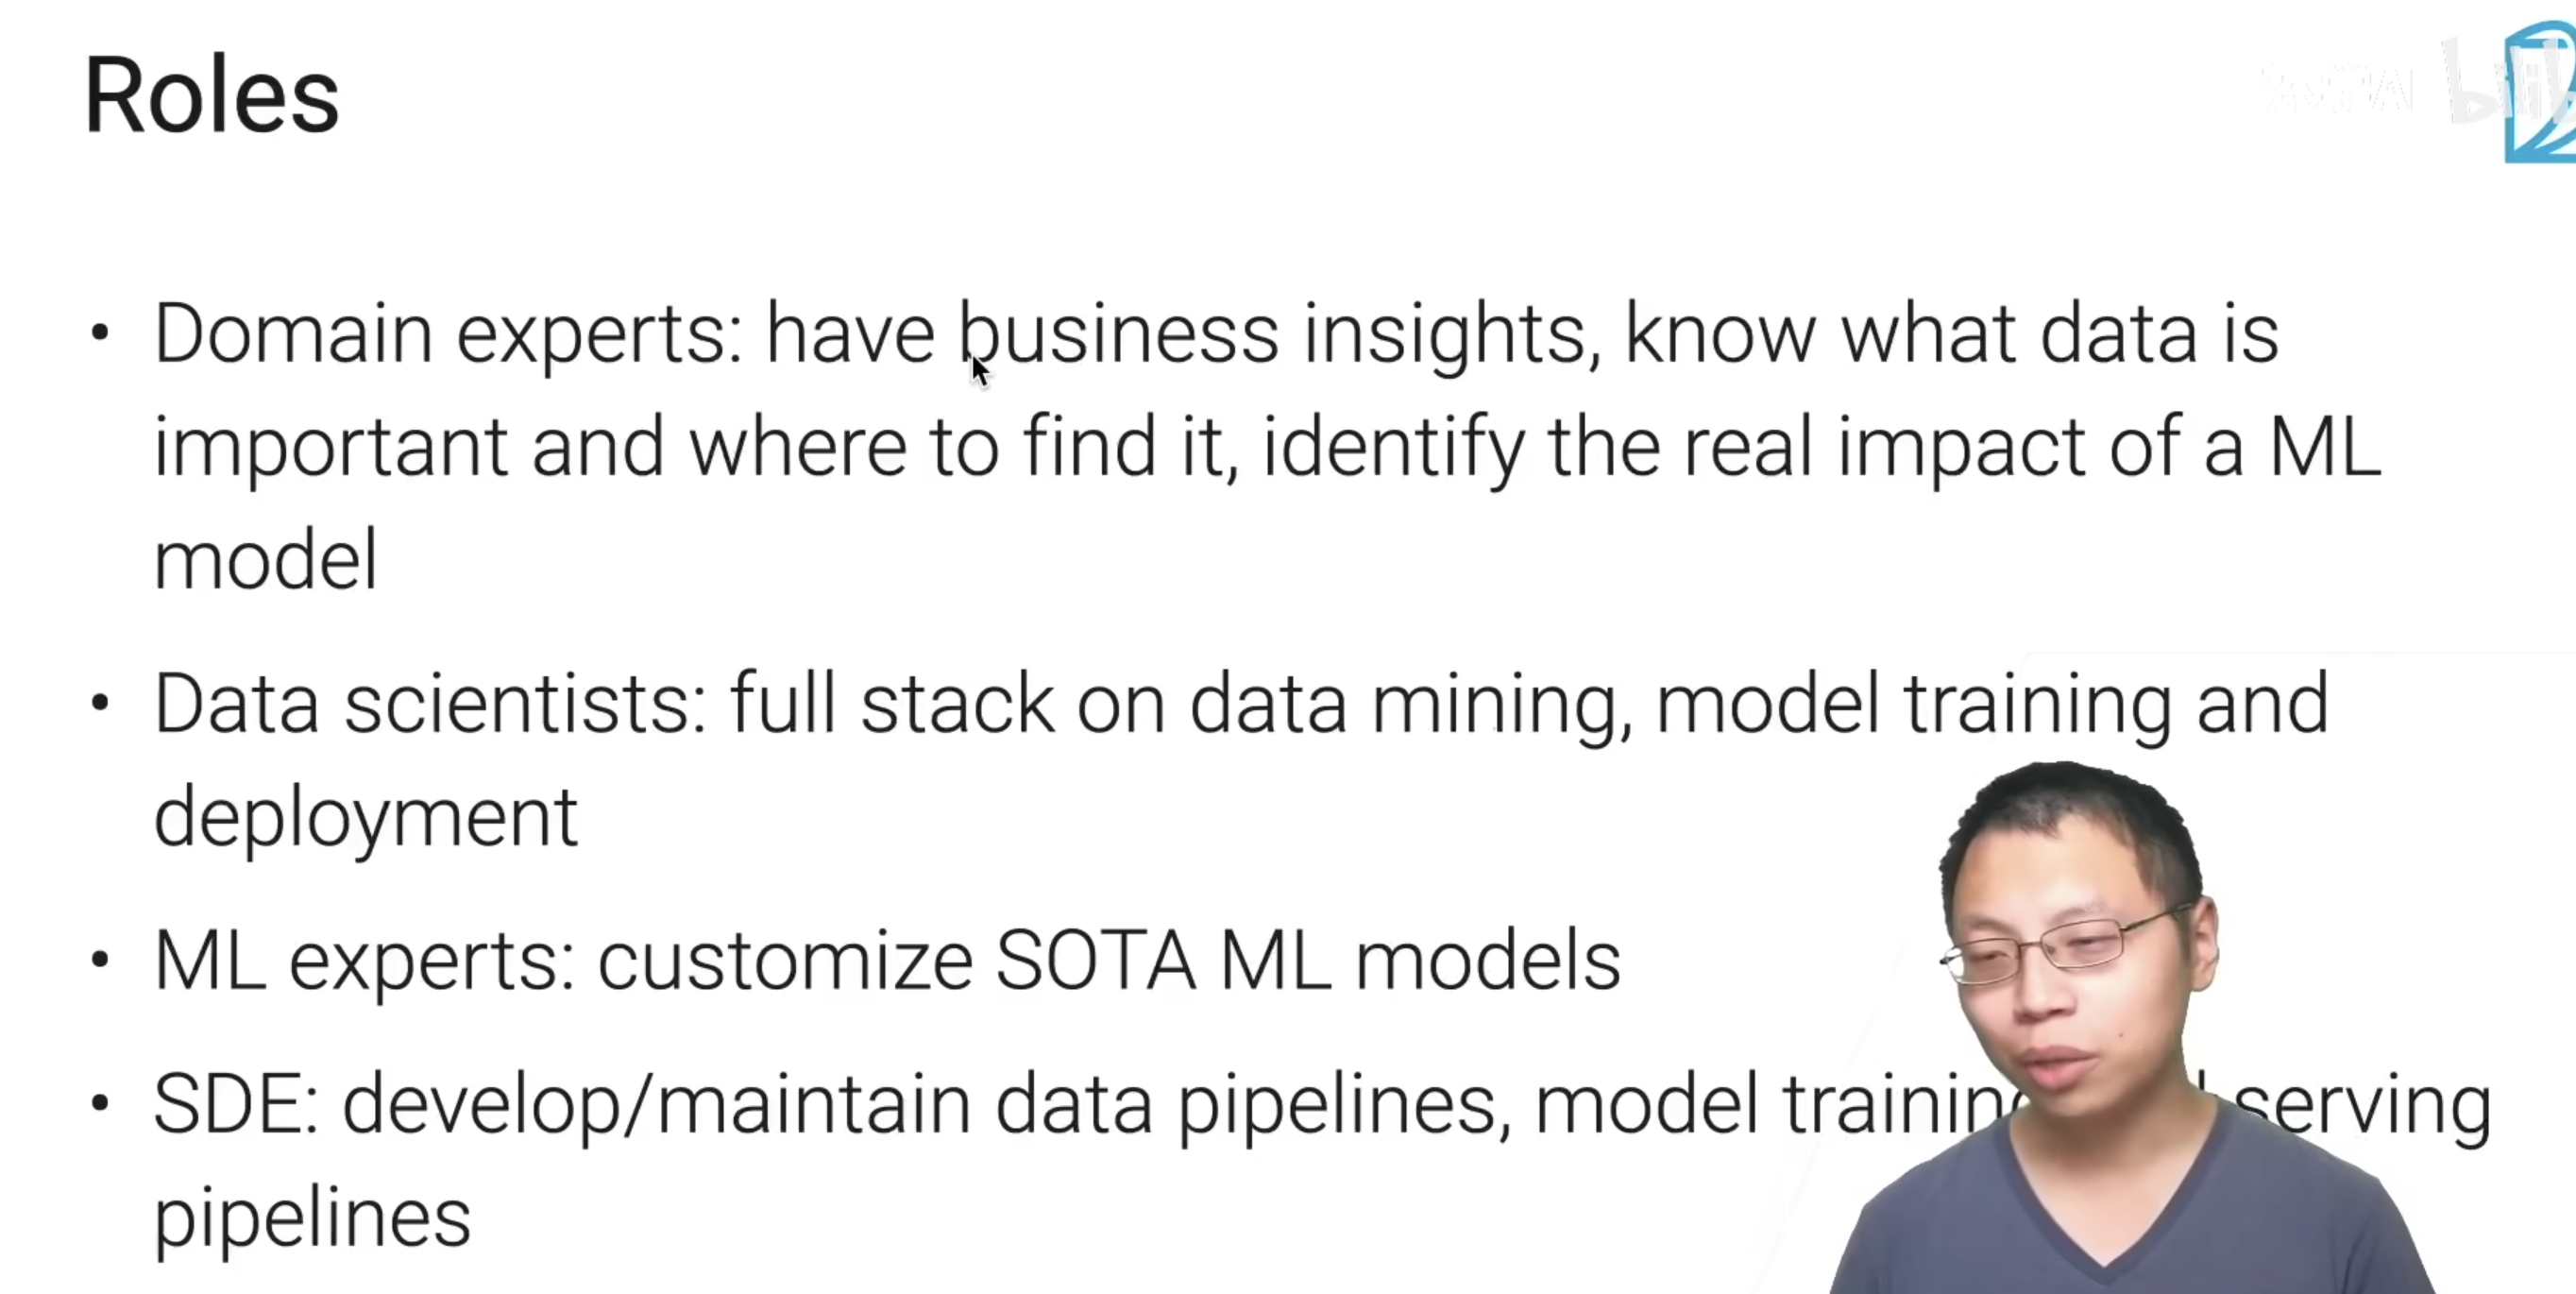 Roles
• Domain experts: have business insights, know what data is
important and where to find it, identify the real impact of a ML
model
• Data scientists: full stack on data mining, model training and
deployment
• ML experts: customize SOTA ML models
• SDE: develop/maintain data pipelines, model training serving
pipelines